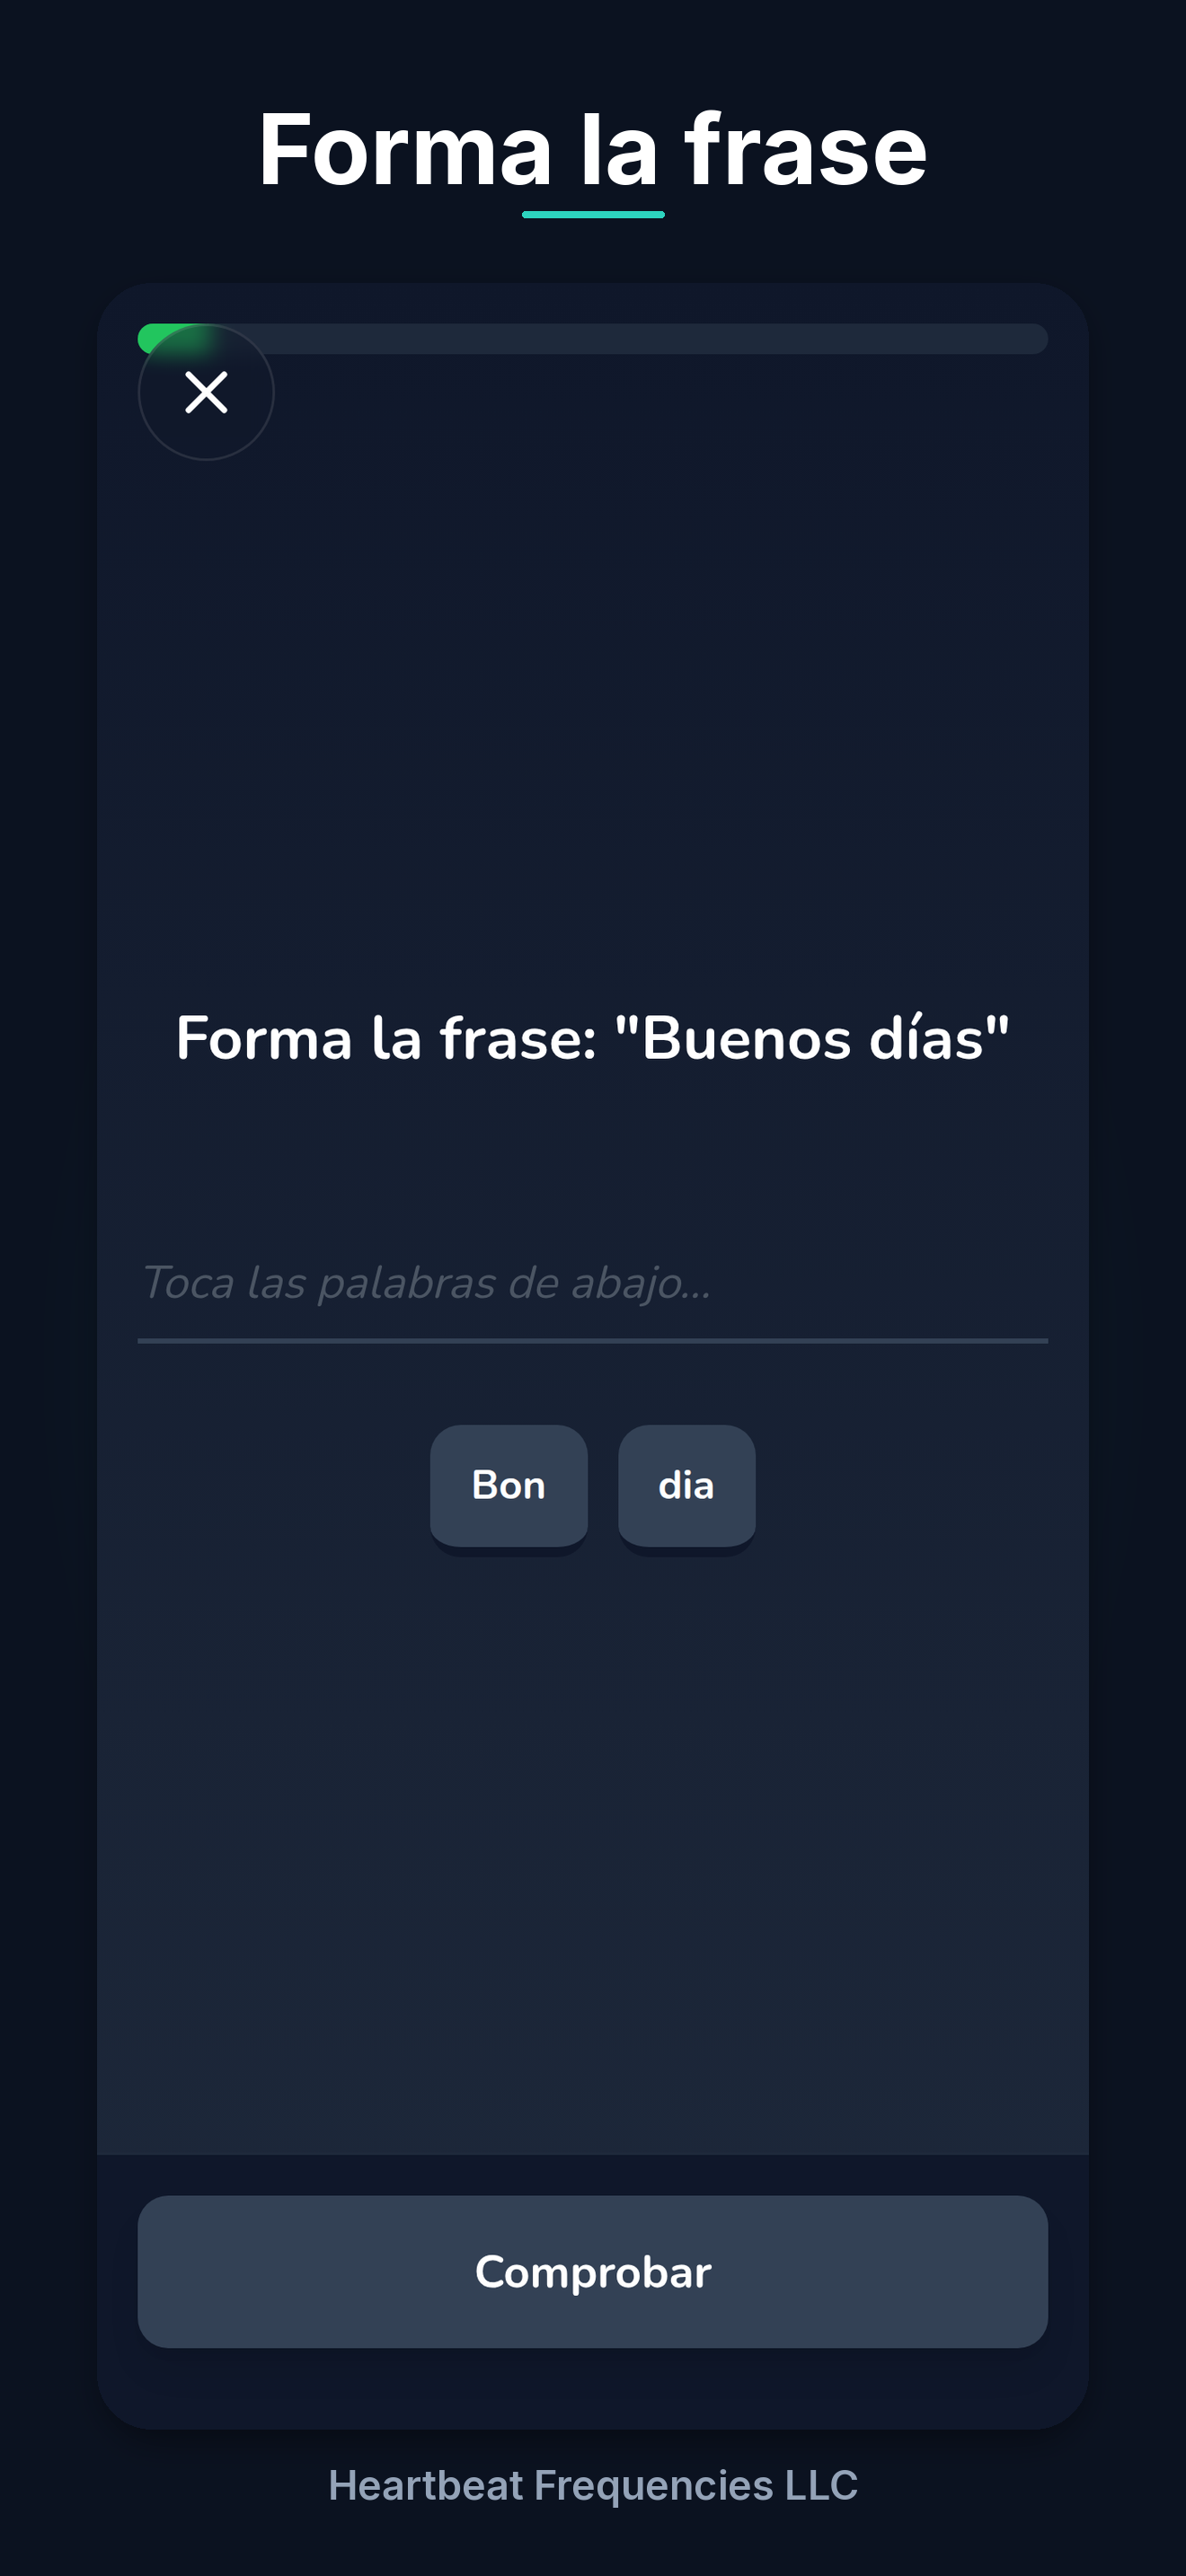 Forma la frase
Forma la frase: "Buenos días"
Toca las palabras de abajo...
Bon dia
Comprobar
Heartbeat Frequencies LLC